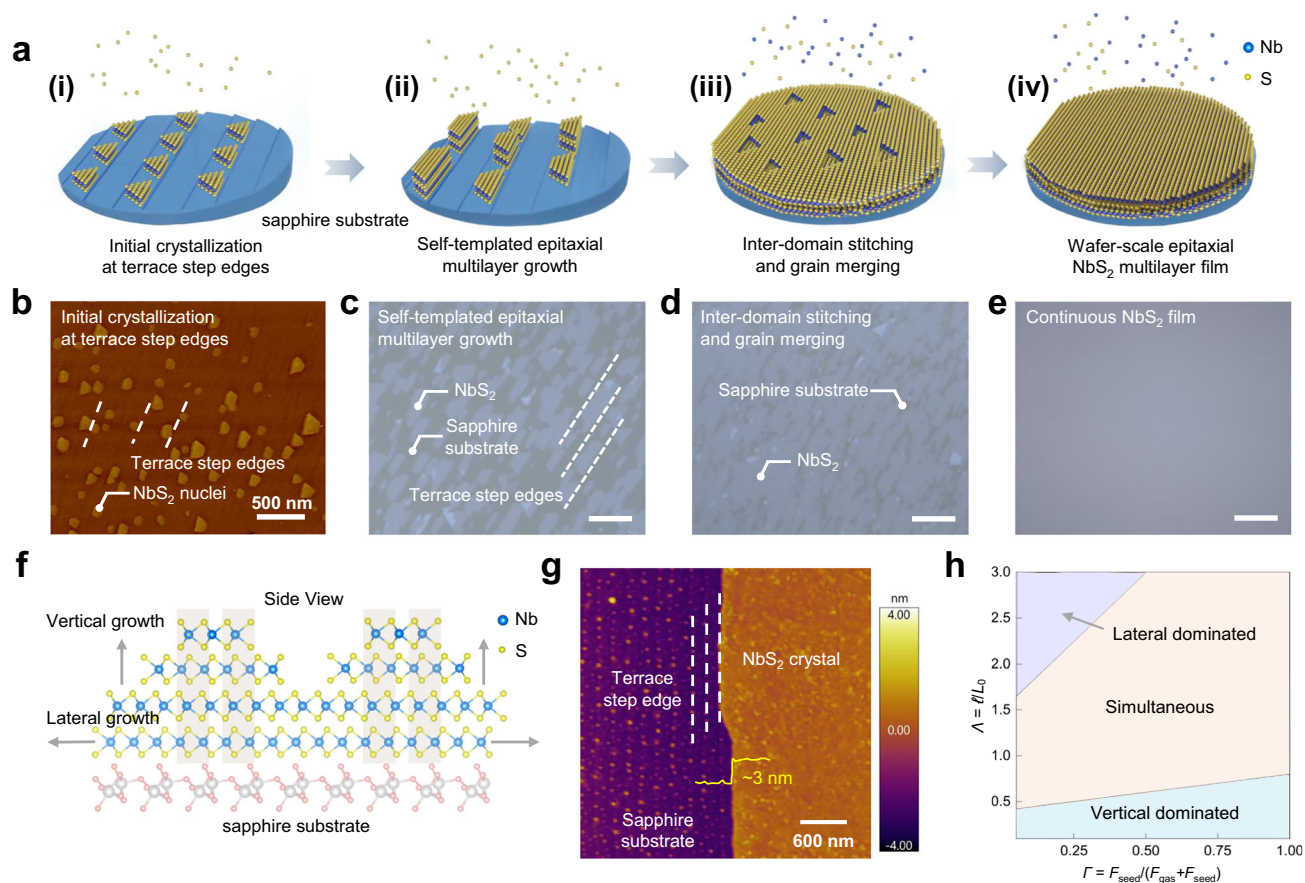 a
(i)
(ii)
(iii)
(iv)
Nb
S
sapphire substrate
Initial crystallization
at terrace step edges
Self-templated epitaxial
multilayer growth
Inter-domain stitching
and grain merging
Wafer-scale epitaxial
NbS₂ multilayer film
b
Initial crystallization
at terrace step edges
Terrace step edges
NbS₂ nuclei
500 nm
c
Self-templated epitaxial
multilayer growth
NbS₂
Sapphire
substrate
Terrace step edges
d
Inter-domain stitching
and grain merging
Sapphire substrate
NbS₂
e
Continuous NbS₂ film
f
Side View
Vertical growth
Nb
S
Lateral growth
sapphire substrate
g
Terrace
step edge
NbS₂ crystal
~3 nm
Sapphire
substrate
600 nm
nm
4.00
0.00
-4.00
h
Λ = ℓ/L₀
3.0
2.5
2.0
1.5
1.0
0.5
Lateral dominated
Simultaneous
Vertical dominated
0.25 0.50 0.75 1.00
Γ = F_seed/(F_gas+F_seed)